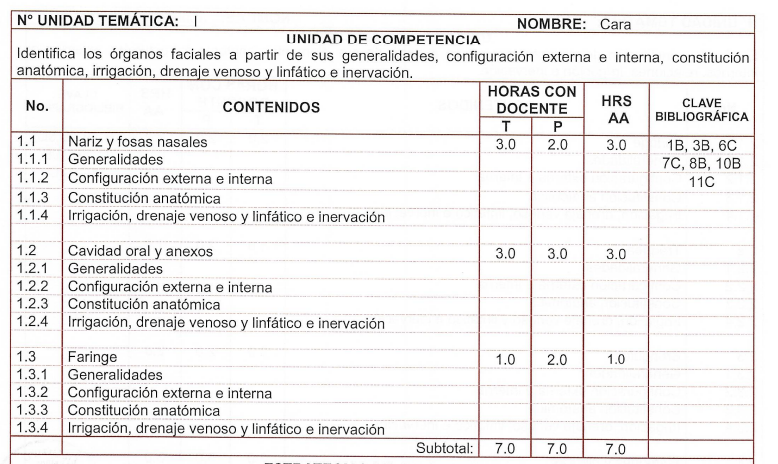 N° UNIDAD TEMÁTICA: I NOMBRE: Cara
UNIDAD DE COMPETENCIA
Identifica los órganos faciales a partir de sus generalidades, configuración externa e interna, constitución
anatómica, irrigación, drenaje venoso y linfático e inervación.
No. CONTENIDOS HORAS CON DOCENTE HRS AA CLAVE BIBLIOGRÁFICA
T P
1.1 Nariz y fosas nasales 3.0 2.0 3.0 1B, 3B, 6C
1.1.1 Generalidades 7C, 8B, 10B
1.1.2 Configuración externa e interna 11C
1.1.3 Constitución anatómica
1.1.4 Irrigación, drenaje venoso y linfático e inervación
1.2 Cavidad oral y anexos 3.0 3.0 3.0
1.2.1 Generalidades
1.2.2 Configuración externa e interna
1.2.3 Constitución anatómica
1.2.4 Irrigación, drenaje venoso y linfático e inervación
1.3 Faringe 1.0 2.0 1.0
1.3.1 Generalidades
1.3.2 Configuración externa e interna
1.3.3 Constitución anatómica
1.3.4 Irrigación, drenaje venoso y linfático e inervación
Subtotal: 7.0 7.0 7.0